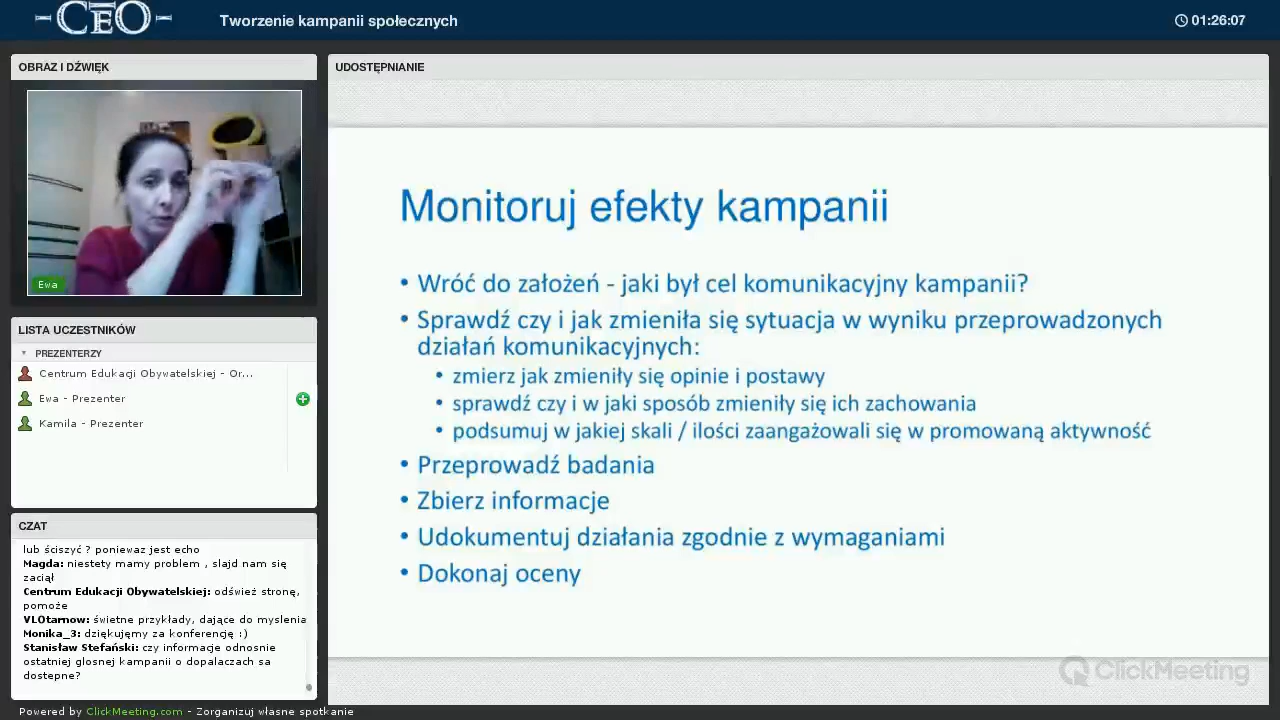 CEO
Tworzenie kampanii społecznych
01:26:07
OBRAZ I DŹWIĘK
Ewa
LISTA UCZESTNIKÓW
PREZENTERZY
Centrum Edukacji Obywatelskiej - Or...
Ewa - Prezenter
Kamila - Prezenter
CZAT
lub ściszyć ? poniewaz jest echo
Magda: niestety mamy problem , slajd nam się
zaciął
Centrum Edukacji Obywatelskiej: odśwież stronę,
pomoże
VLOtarnow: świetne przykłady, dające do myslenia
Monika_3: dziękujęmy za konferencję :)
Stanisław Stefański: czy informacje odnosnie
ostatniej glosnej kampanii o dopalaczach sa
dostepne?
Powered by ClickMeeting.com - Zorganizuj własne spotkanie
UDOSTĘPNIANIE
Monitoruj efekty kampanii
• Wróć do założeń - jaki był cel komunikacyjny kampanii?
• Sprawdź czy i jak zmieniła się sytuacja w wyniku przeprowadzonych
działań komunikacyjnych:
• zmierz jak zmieniły się opinie i postawy
• sprawdź czy i w jaki sposób zmieniły się ich zachowania
• podsumuj w jakiej skali / ilości zaangażowali się w promowaną aktywność
• Przeprowadź badania
• Zbierz informacje
• Udokumentuj działania zgodnie z wymaganiami
• Dokonaj oceny
ClickMeeting